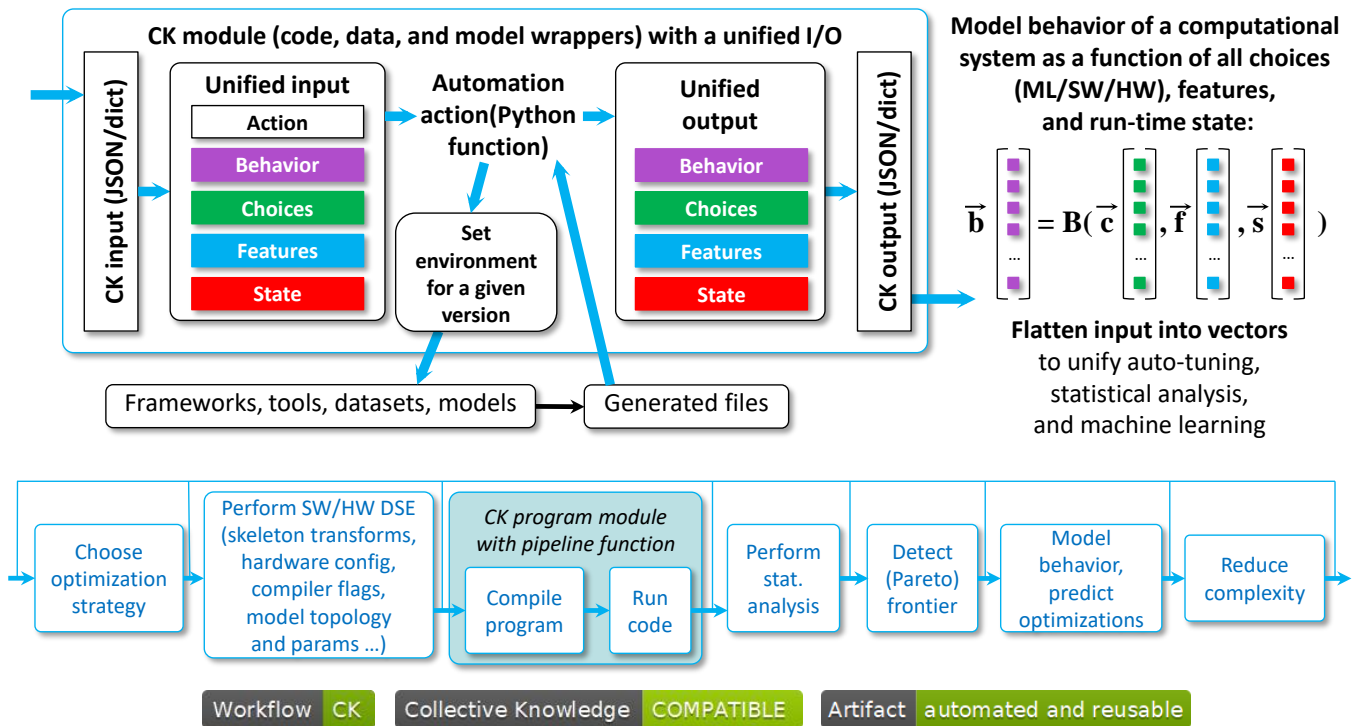 CK module (code, data, and model wrappers) with a unified I/O
CK input (JSON/dict)
Unified input
Action
Behavior
Choices
Features
State
Automation
action(Python
function)
Set
environment
for a given
version
Unified
output
Behavior
Choices
Features
State
CK output (JSON/dict)
Frameworks, tools, datasets, models
Generated files
Model behavior of a computational
system as a function of all choices
(ML/SW/HW), features,
and run-time state:
b = B( c , f , s )
... ... ... ...
Flatten input into vectors
to unify auto-tuning,
statistical analysis,
and machine learning
Choose
optimization
strategy
Perform SW/HW DSE
(skeleton transforms,
hardware config,
compiler flags,
model topology
and params ...)
CK program module
with pipeline function
Compile
program
Run
code
Perform
stat.
analysis
Detect
(Pareto)
frontier
Model
behavior,
predict
optimizations
Reduce
complexity
Workflow CK
Collective Knowledge COMPATIBLE
Artifact automated and reusable